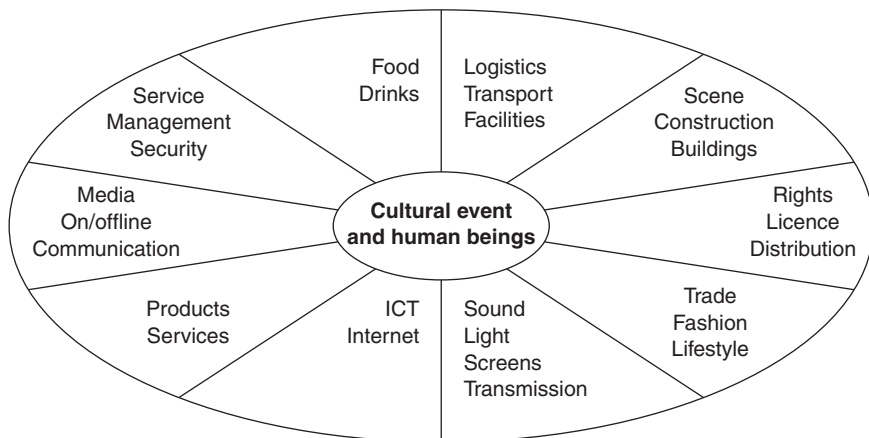 Food
Drinks
Logistics
Transport
Facilities
Scene
Construction
Buildings
Rights
Licence
Distribution
Trade
Fashion
Lifestyle
Sound
Light
Screens
Transmission
ICT
Internet
Products
Services
Media
On/offline
Communication
Service
Management
Security
Cultural event
and human beings